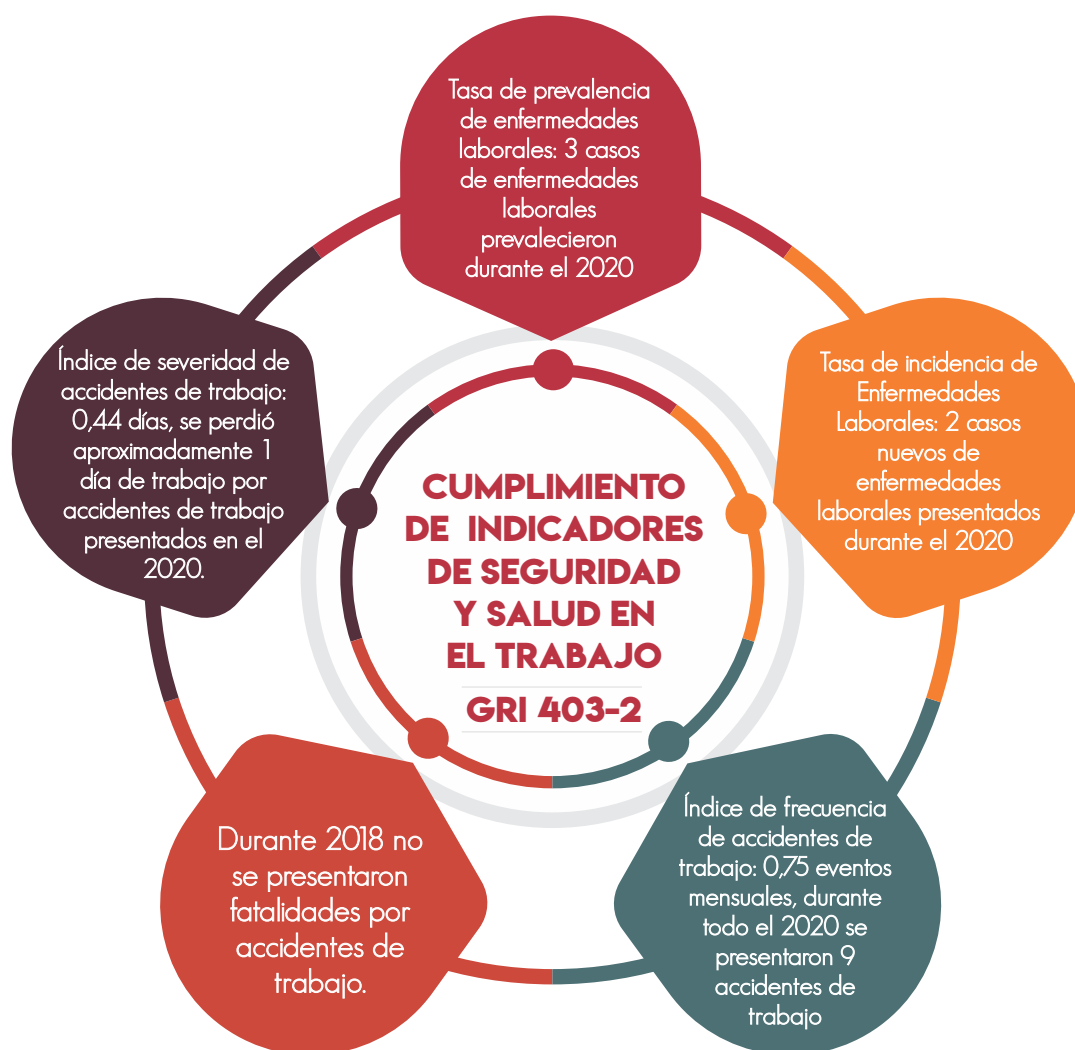 Tasa de prevalencia
de enfermedades
laborales: 3 casos
de enfermedades
laborales
prevalecieron
durante el 2020
Tasa de incidencia de
Enfermedades
Laborales: 2 casos
nuevos de
enfermedades
laborales presentados
durante el 2020
Índice de frecuencia
de accidentes de
trabajo: 0,75 eventos
mensuales, durante
todo el 2020 se
presentaron 9
accidentes de
trabajo
Durante 2018 no
se presentaron
fatalidades por
accidentes de
trabajo.
Índice de severidad de
accidentes de trabajo:
0,44 días, se perdió
aproximadamente 1
día de trabajo por
accidentes de trabajo
presentados en el
2020.
CUMPLIMIENTO
DE INDICADORES
DE SEGURIDAD
Y SALUD EN
EL TRABAJO
GRI 403-2